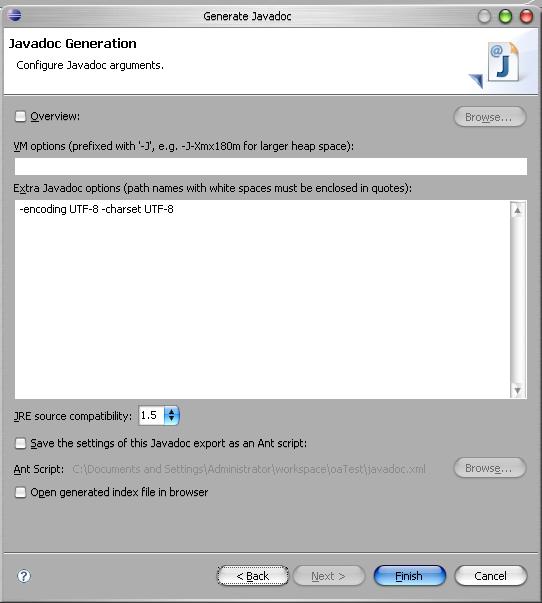 Generate Javadoc
Javadoc Generation
Configure Javadoc arguments.
@
J
Overview:
Browse...
VM options (prefixed with '-J', e.g. -J-Xmx180m for larger heap space):
Extra Javadoc options (path names with white spaces must be enclosed in quotes):
-encoding UTF-8 -charset UTF-8
JRE source compatibility: 1.5
Save the settings of this Javadoc export as an Ant script:
Ant Script: C:\Documents and Settings\Administrator\workspace\oaTest\javadoc.xml Browse...
Open generated index file in browser
? < Back Next > Finish Cancel